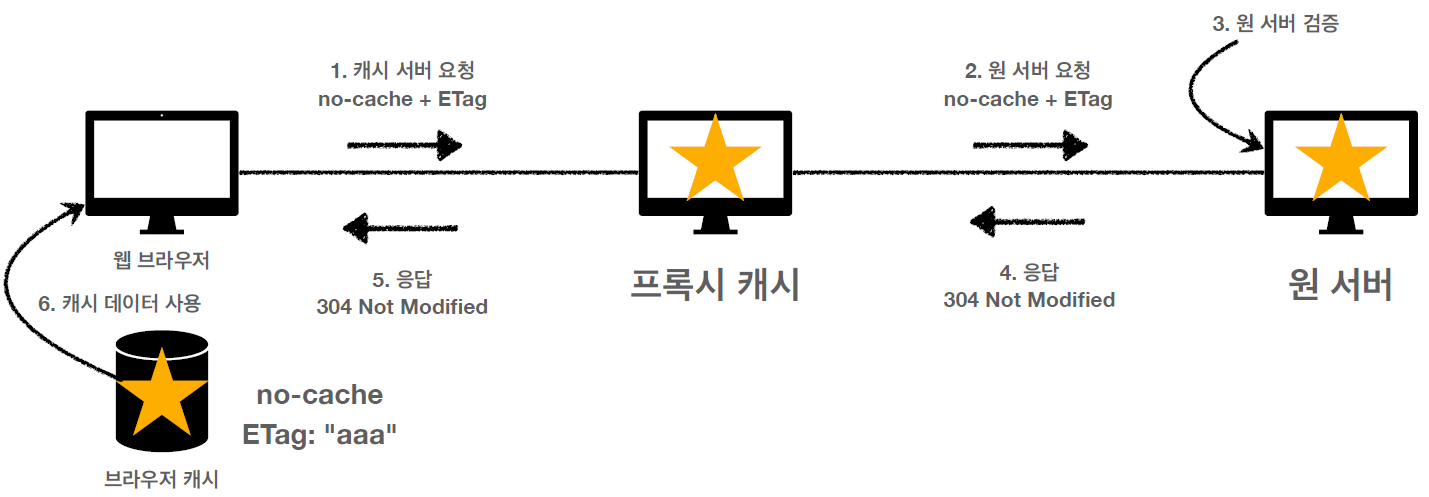 3. 원 서버 검증
1. 캐시 서버 요청
no-cache + ETag
2. 원 서버 요청
no-cache + ETag
웹 브라우저
5. 응답
304 Not Modified
프록시 캐시
4. 응답
304 Not Modified
원 서버
6. 캐시 데이터 사용
no-cache
ETag: "aaa"
브라우저 캐시